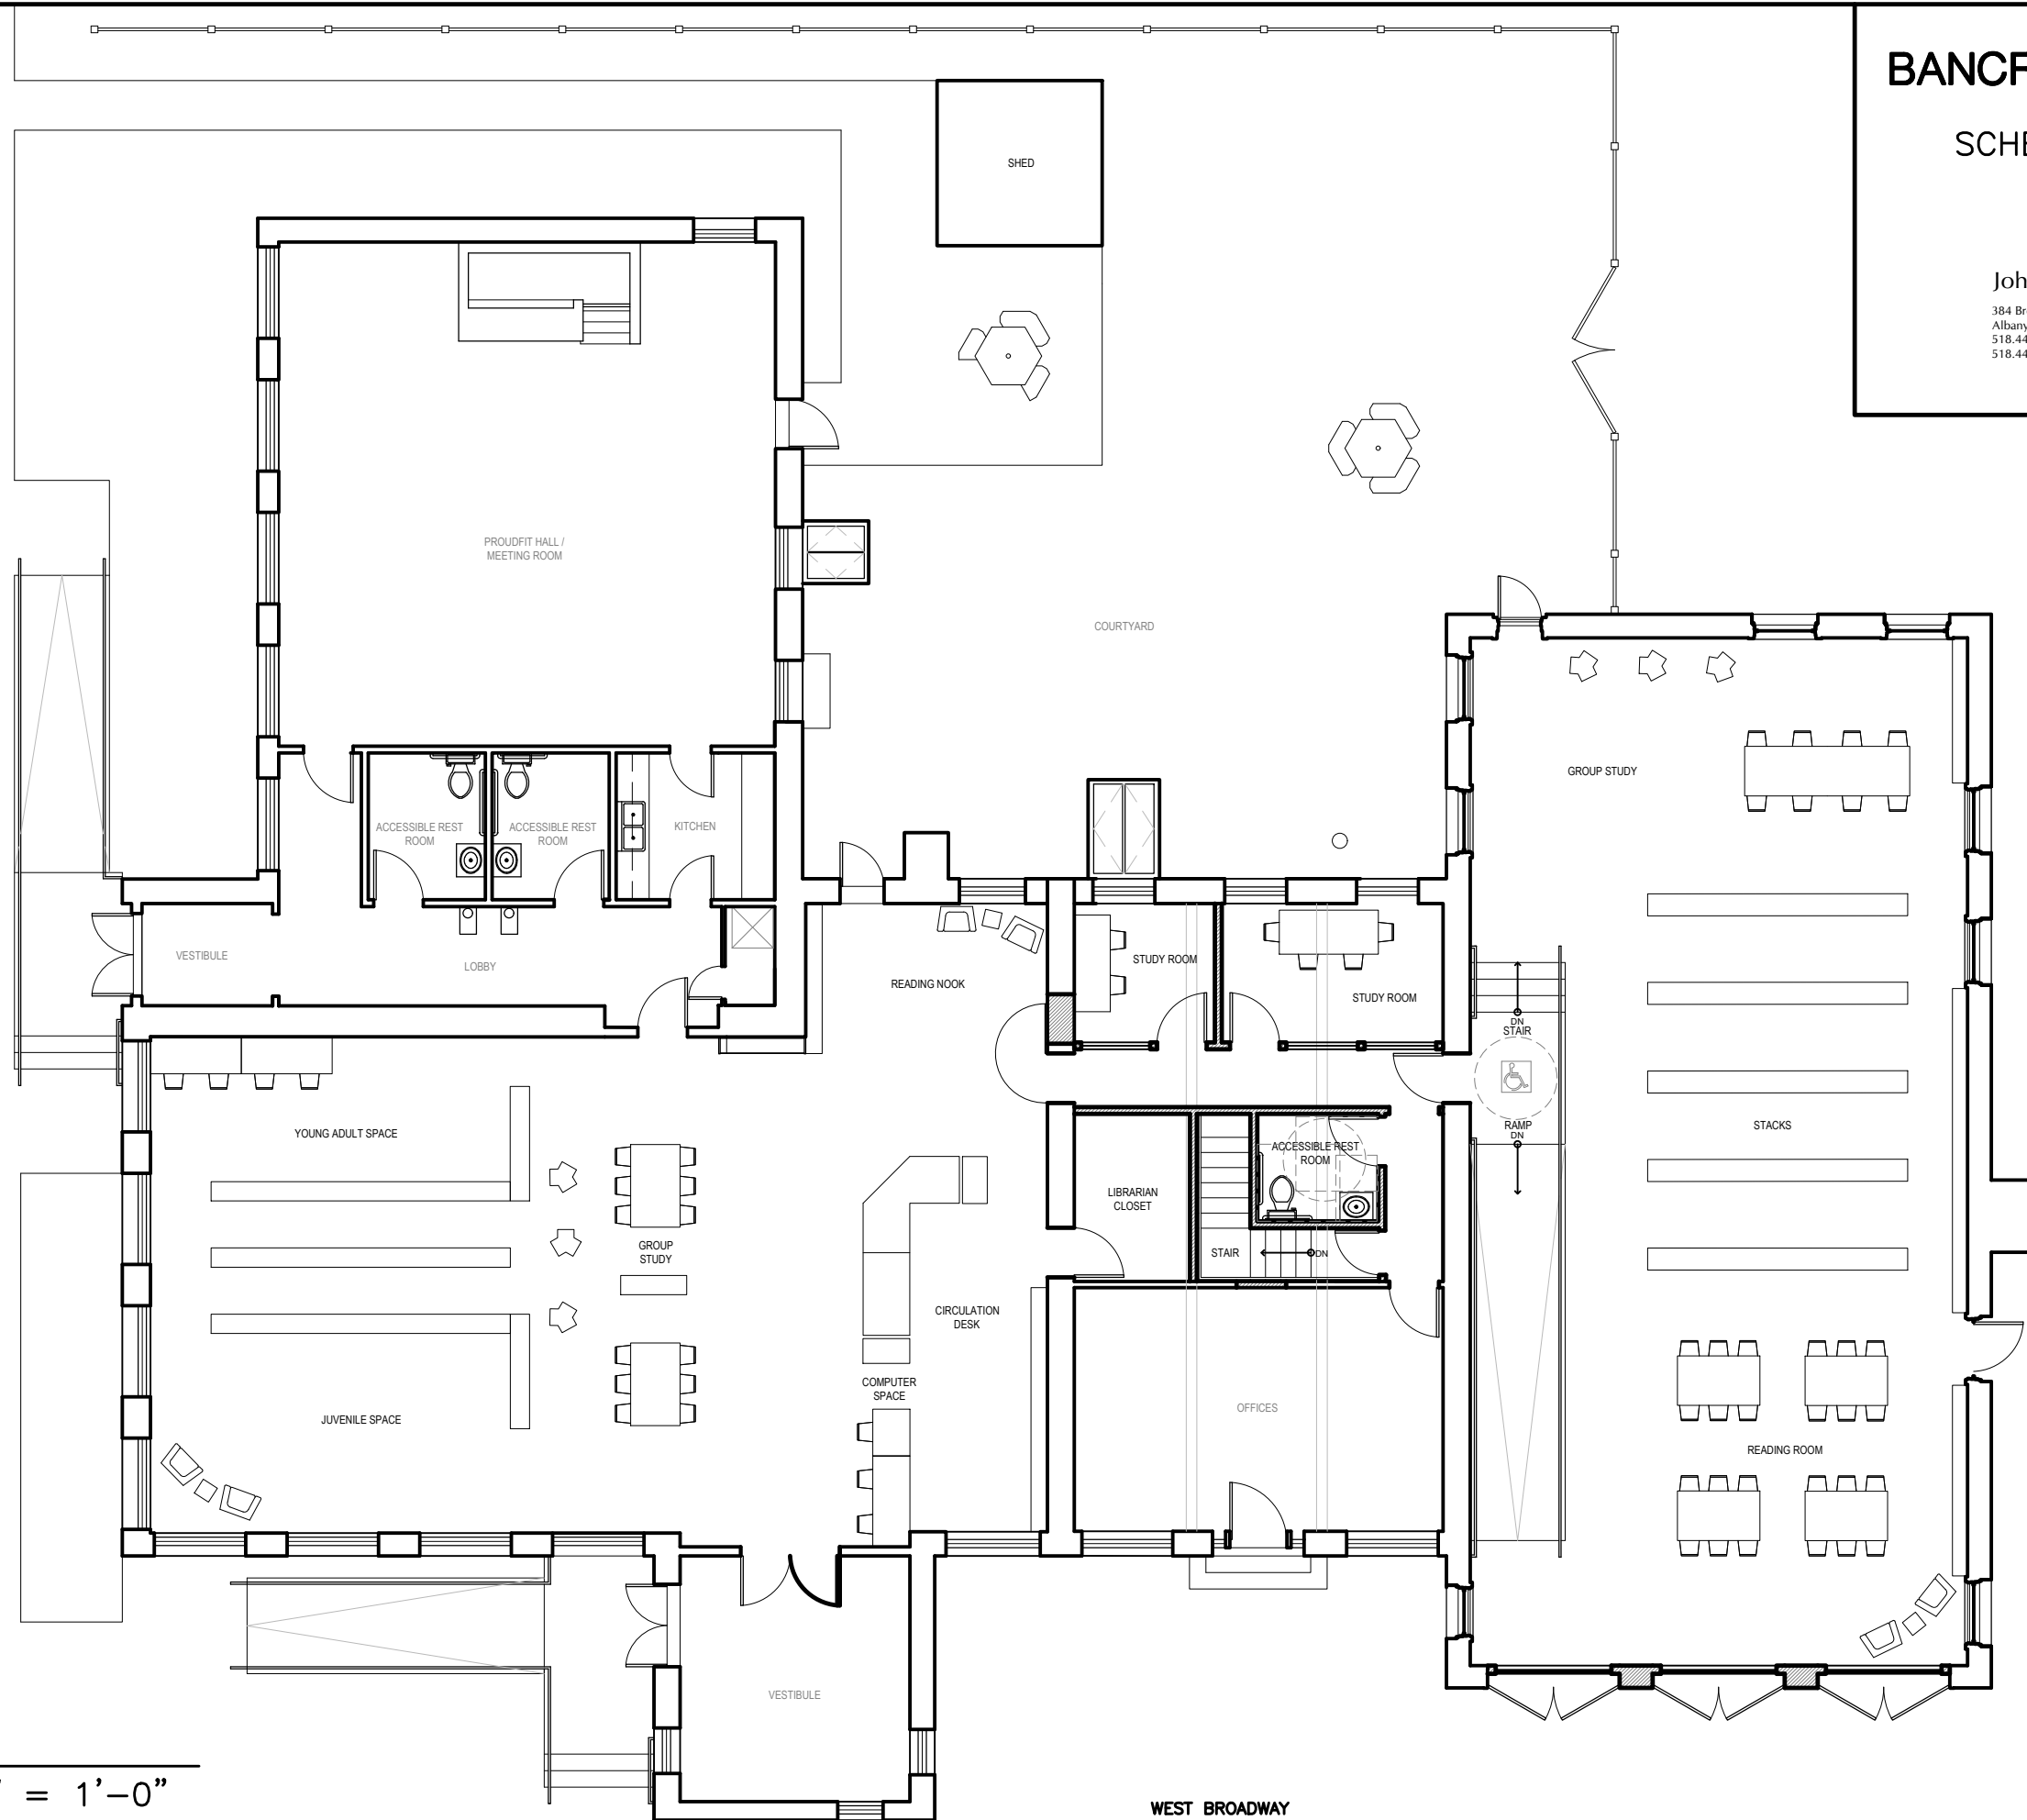 BANCF
SCHE
Joh
384 Br
Albany
518.44
518.44
SHED
PROUDFIT HALL /
MEETING ROOM
COURTYARD
GROUP STUDY
ACCESSIBLE REST
ROOM
ACCESSIBLE REST
ROOM
KITCHEN
VESTIBULE
LOBBY
READING NOOK
STUDY ROOM
STUDY ROOM
DN
STAIR
RAMP
DN
STACKS
YOUNG ADULT SPACE
ACCESSIBLE REST
ROOM
LIBRARIAN
CLOSET
GROUP
STUDY
STAIR
DN
CIRCULATION
DESK
COMPUTER
SPACE
JUVENILE SPACE
OFFICES
READING ROOM
VESTIBULE
" = 1'-0"
WEST BROADWAY